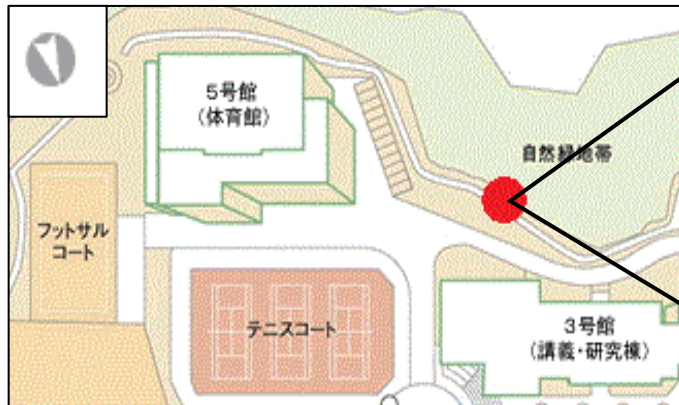 5号館
(体育館)
自然緑地帯
フットサル
コート
テニスコート
3号館
(講義・研究棟)